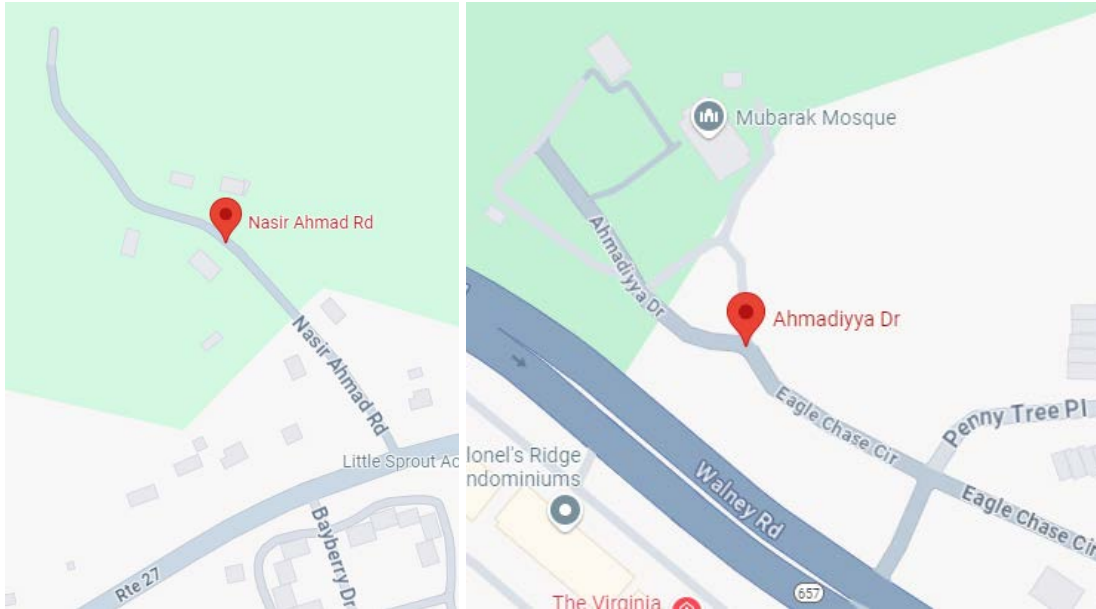 Nasir Ahmad Rd
Nasir Ahmad Rd
Little Sprout Ac
Rte 27
Bayberry Dr
Mubarak Mosque
Ahmadiyya Dr
Ahmadiyya Dr
Eagle Chase Cir
Penny Tree Pl
Eagle Chase Cir
lonel's Ridge
ndominiums
Walney Rd
657
The Virginia